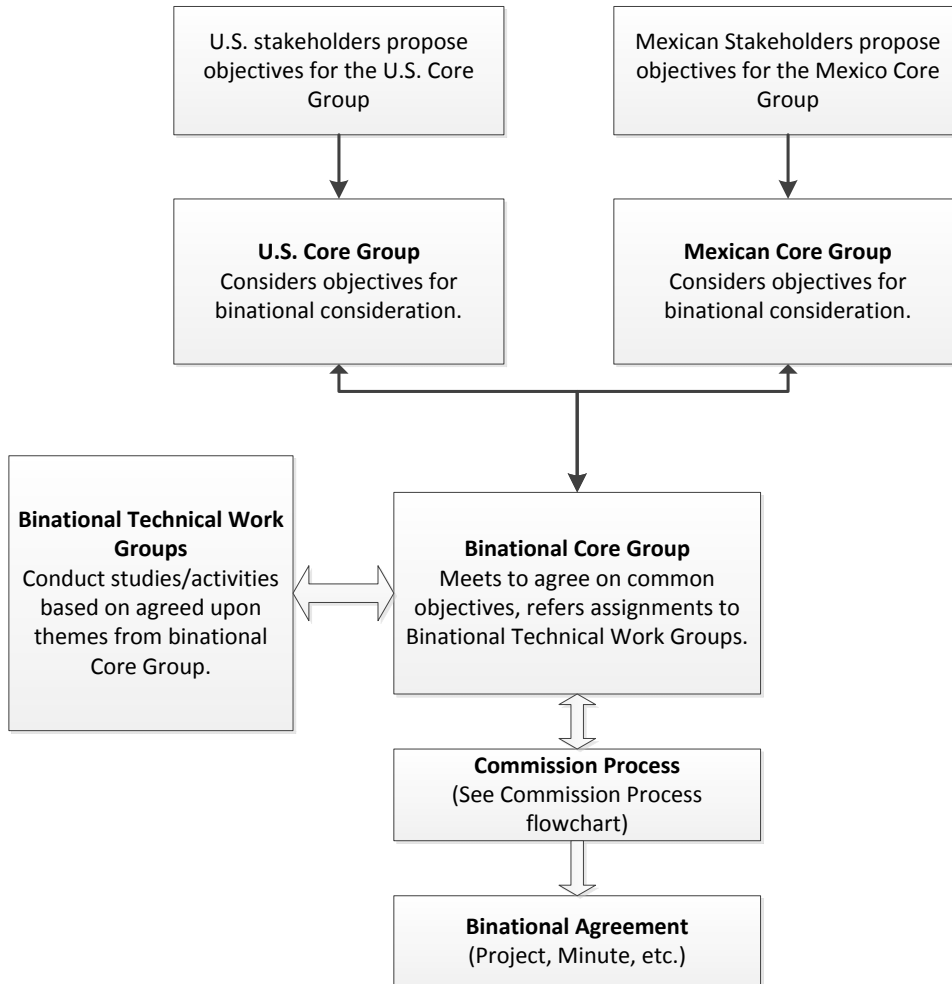 U.S. stakeholders propose
objectives for the U.S. Core
Group
Mexican Stakeholders propose
objectives for the Mexico Core
Group
U.S. Core Group
Considers objectives for
binational consideration.
Mexican Core Group
Considers objectives for
binational consideration.
Binational Technical Work
Groups
Conduct studies/activities
based on agreed upon
themes from binational
Core Group.
Binational Core Group
Meets to agree on common
objectives, refers assignments to
Binational Technical Work Groups.
Commission Process
(See Commission Process
flowchart)
Binational Agreement
(Project, Minute, etc.)